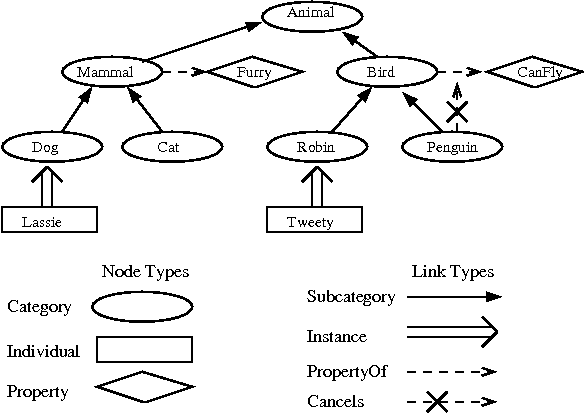 Animal
Mammal
Furry
Bird
CanFly
Dog
Cat
Robin
Penguin
Lassie
Tweety
Node Types
Category
Individual
Property
Link Types
Subcategory
Instance
PropertyOf
Cancels